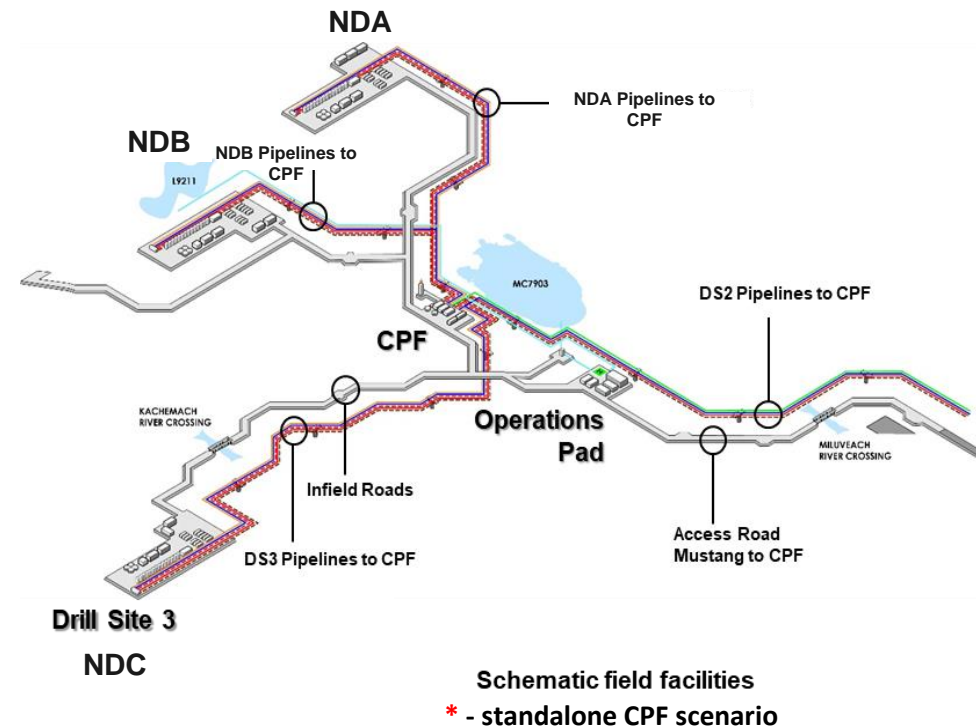 NDA
NDA Pipelines to
CPF
NDB
NDB Pipelines to
CPF
L9211
MC7903
DS2 Pipelines to CPF
CPF
KACHEMACH
RIVER CROSSING
Operations
Pad
MILUVEACH
RIVER CROSSING
Infield Roads
Access Road
Mustang to CPF
DS3 Pipelines to CPF
Drill Site 3
NDC
Schematic field facilities
* - standalone CPF scenario